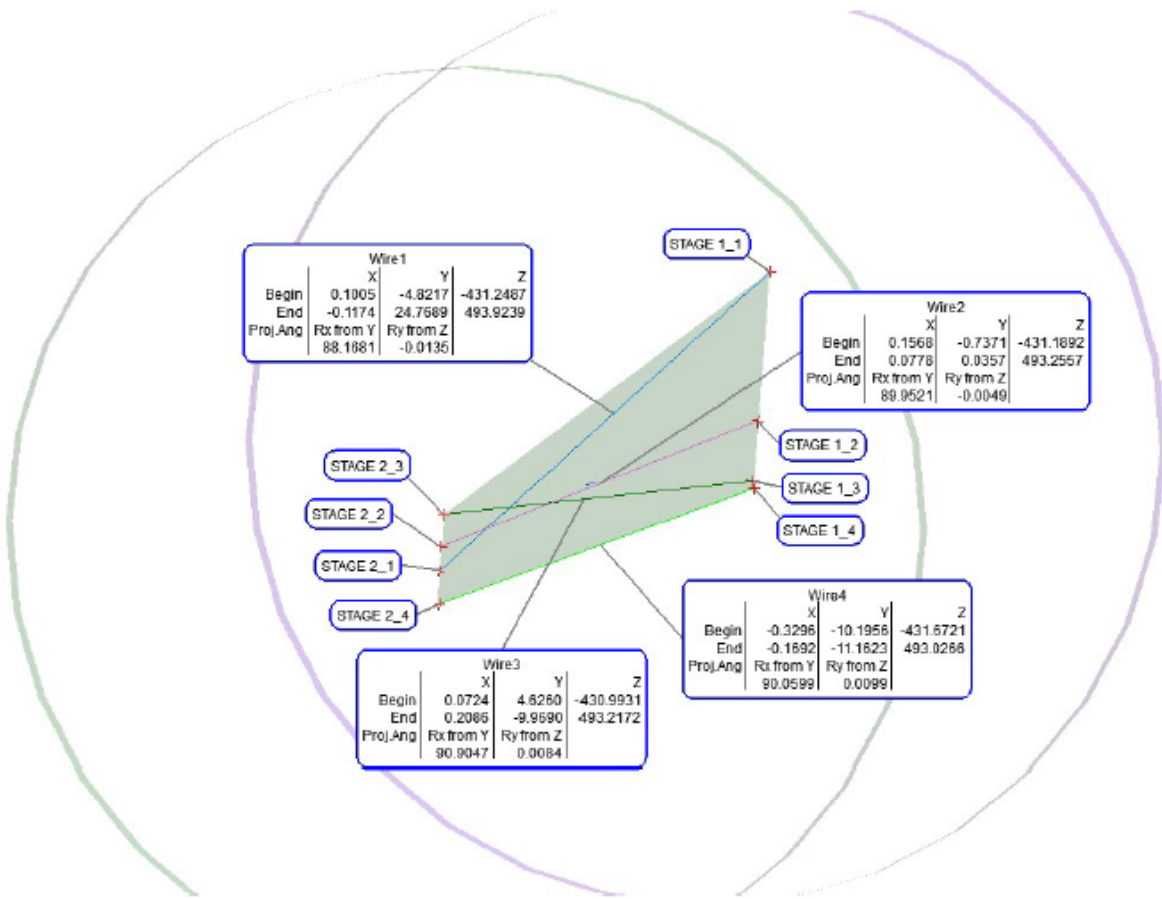 STAGE 1_1
Wire1
X Y Z
Begin 0.1005 -4.8217 -431.2487
End -0.1174 24.7689 493.9239
Proj.Ang Rx from Y Ry from Z
88.1681 -0.0135
Wire2
X Y Z
Begin 0.1568 -0.7371 -431.1892
End 0.0778 0.0357 493.2557
Proj.Ang Rx from Y Ry from Z
89.9521 -0.0049
STAGE 1_2
STAGE 2_3
STAGE 1_3
STAGE 2_2
STAGE 1_4
STAGE 2_1
STAGE 2_4
Wire4
X Y Z
Begin -0.3296 -10.1956 -431.6721
End -0.1692 -11.1623 493.0266
Proj.Ang Rx from Y Ry from Z
90.0599 0.0099
Wire3
X Y Z
Begin 0.0724 4.6260 -430.9931
End 0.2086 -9.9690 493.2172
Proj.Ang Rx from Y Ry from Z
90.9047 0.0084